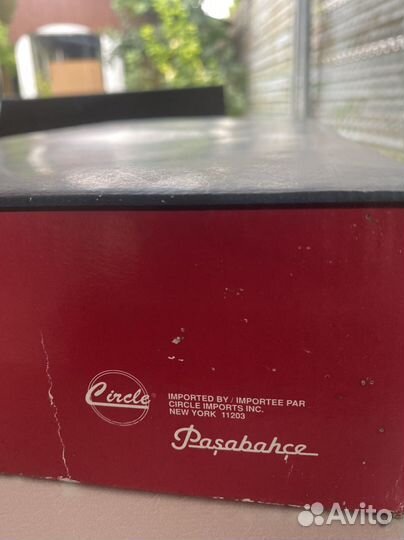 Circle
IMPORTED BY / IMPORTEE PAR
CIRCLE IMPORTS INC.
NEW YORK 11203
Paşabahçe
Avito